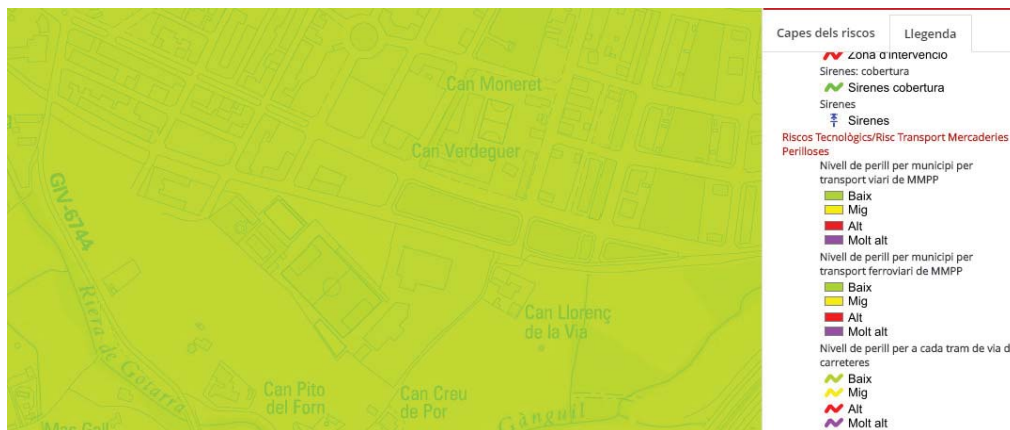 Can Moneret
Can Verdeguer
GIV-6744
Riera de Gojarra
Can Llorenç
de la Via
Can Pito
del Forn
Can Creu
de Por
Gànguil
Mas Gell
Capes dels riscos
Llegenda
Zona d'intervenció
Sirenes: cobertura
Sirenes cobertura
Sirenes
Sirenes
Riscos Tecnològics/Risc Transport Mercaderies
Perilloses
Nivell de perill per municipi per
transport viari de MMPP
Baix
Mig
Alt
Molt alt
Nivell de perill per municipi per
transport ferroviari de MMPP
Baix
Mig
Alt
Molt alt
Nivell de perill per a cada tram de via d
carreteres
Baix
Mig
Alt
Molt alt